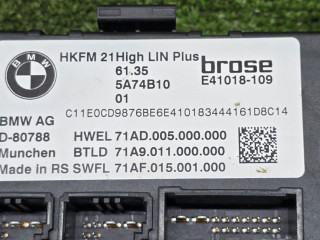 BMW
HKFM 21High LIN Plus
brose
61.35
5A74B10
E41018-109
01
C11E0CD9876BE6E410183444161D8C14
BMW AG
D-80788 HWEL 71AD.005.000.000
Munchen BTLD 71A9.011.000.000
Made in RS SWFL 71AF.015.001.000